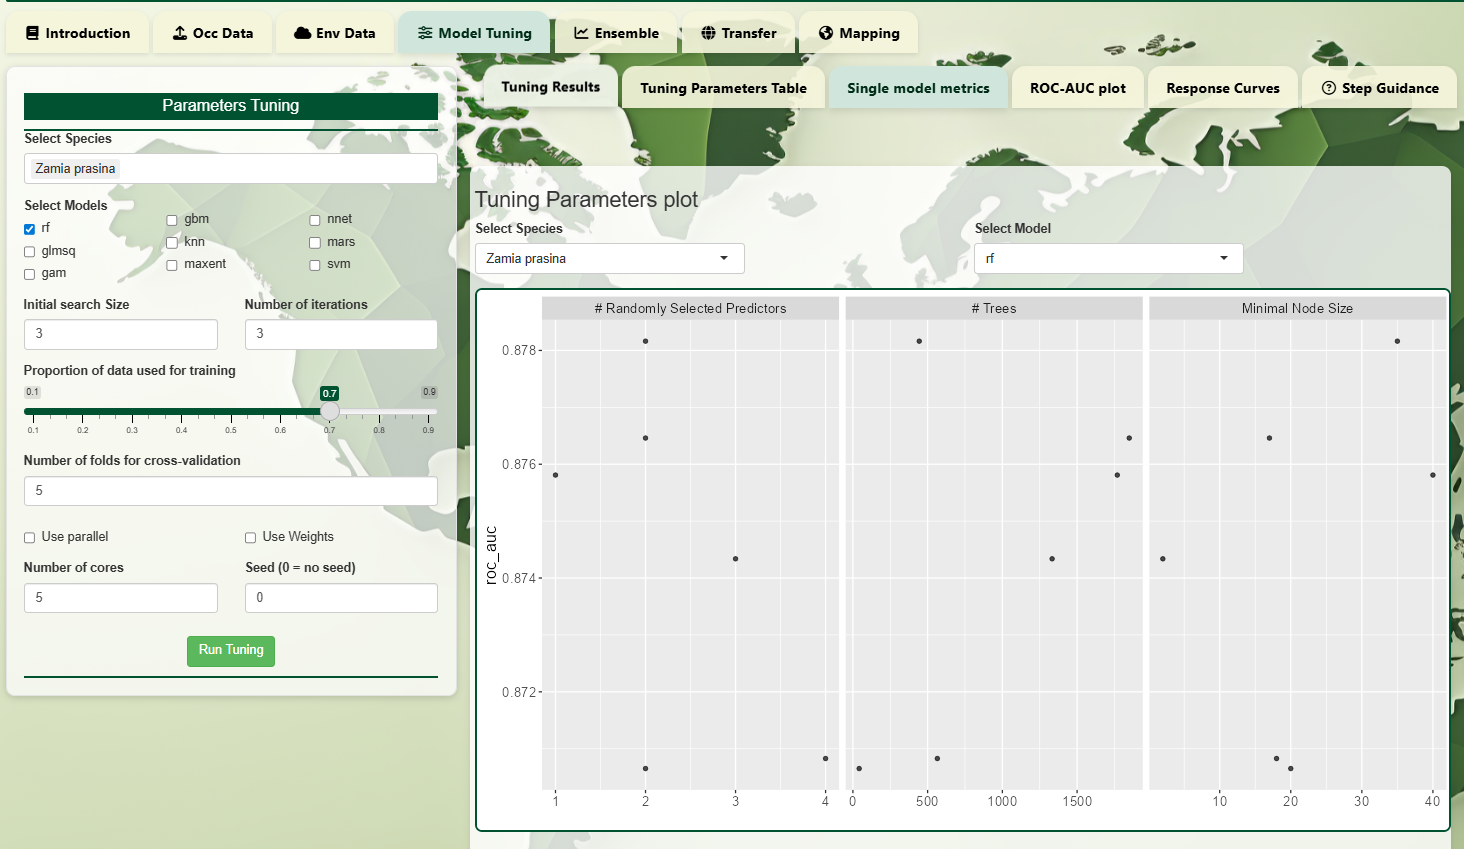 Introduction
Occ Data
Env Data
Model Tuning
Ensemble
Transfer
Mapping
Parameters Tuning
Select Species
Zamia prasina
Select Models
rf
gbm
nnet
glmsq
knn
mars
gam
maxent
svm
Initial search Size
Number of iterations
3
3
Proportion of data used for training
0.1
0.7
0.9
0.1 0.2 0.3 0.4 0.5 0.6 0.7 0.8 0.9
Number of folds for cross-validation
5
Use parallel
Use Weights
Number of cores
Seed (0 = no seed)
5
0
Run Tuning
Tuning Results
Tuning Parameters Table
Single model metrics
ROC-AUC plot
Response Curves
Step Guidance
Tuning Parameters plot
Select Species
Select Model
Zamia prasina
rf
# Randomly Selected Predictors
# Trees
Minimal Node Size
0.878
0.876
0.874
0.872
roc_auc
1 2 3 4
0 500 1000 1500
10 20 30 40